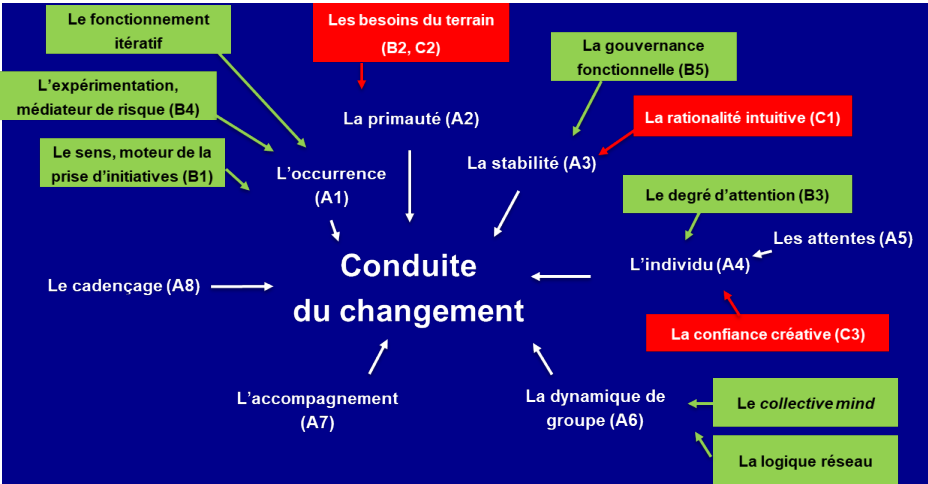 Le fonctionnement
itératif
Les besoins du terrain
(B2, C2)
La gouvernance
fonctionnelle (B5)
L'expérimentation,
médiateur de risque (B4)
La primauté (A2)
La rationalité intuitive (C1)
Le sens, moteur de la
prise d'initiatives (B1)
L'occurrence
(A1)
La stabilité (A3)
Le degré d'attention (B3)
Les attentes (A5)
L'individu (A4)
Conduite
du changement
Le cadençage (A8)
La confiance créative (C3)
L'accompagnement
(A7)
La dynamique de
groupe (A6)
Le collective mind
La logique réseau